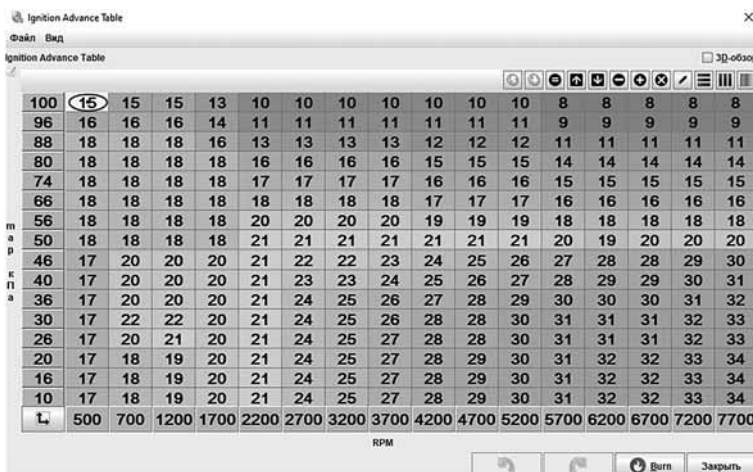 Ignition Advance Table
Файл Вид
Ignition Advance Table 3D-обзор
100 15 15 15 13 10 10 10 10 10 10 10 8 8 8 8 8
96 16 16 16 14 11 11 11 11 11 11 11 9 9 9 9 9
88 18 18 18 16 13 13 13 13 12 12 12 11 11 11 11 11
80 18 18 18 18 16 16 16 16 15 15 15 14 14 14 14 14
74 18 18 18 18 17 17 17 17 16 16 16 15 15 15 15 15
66 18 18 18 18 18 18 18 18 17 17 17 16 16 16 16 16
56 18 18 18 18 20 20 20 20 19 19 19 18 18 18 18 18
50 18 18 18 18 21 21 21 21 21 21 21 20 19 20 20 20
46 17 20 20 20 21 22 22 23 24 25 26 27 28 28 29 30
40 17 20 20 20 21 23 23 24 25 26 27 28 29 29 30 31
36 17 20 20 20 21 24 25 26 27 28 29 30 30 30 31 32
30 17 22 22 20 21 24 25 26 28 28 30 31 31 31 32 33
26 17 20 21 20 21 24 25 27 28 28 30 31 31 31 32 33
20 17 18 19 20 21 24 25 27 28 29 30 31 32 32 33 34
16 17 18 19 20 21 24 25 27 28 29 30 31 32 32 33 34
10 17 18 19 20 21 24 25 27 28 29 30 31 32 32 33 34
500 700 1200 1700 2200 2700 3200 3700 4200 4700 5200 5700 6200 6700 7200 7700
map кПа
RPM
Burn Закрыть